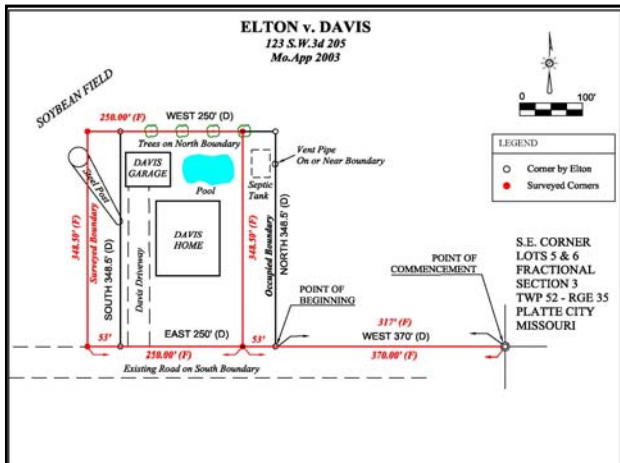 ELTON v. DAVIS
123 S.W.3d 205
Mo.App 2003
SOYBEAN FIELD
250.00' (F)
WEST 250' (D)
0 100'
Trees on North Boundary
LEGEND
Corner by Elton
Surveyed Corners
Vent Pipe
On or Near Boundary
DAVIS
GARAGE
Pool
Septic
Tank
Steel Post
348.50' (F)
Surveyed Boundary
SOUTH 348.5' (D)
Davis Driveway
DAVIS
HOME
348.50' (F)
Occupied Boundary
NORTH 348.5' (D)
POINT OF
BEGINNING
POINT OF
COMMENCEMENT
S.E. CORNER
LOTS 5 & 6
FRACTIONAL
SECTION 3
TWP 52 - RGE 35
PLATTE CITY
MISSOURI
53'
EAST 250' (D)
250.00' (F)
53'
317' (F)
WEST 370' (D)
370.00' (F)
Existing Road on South Boundary